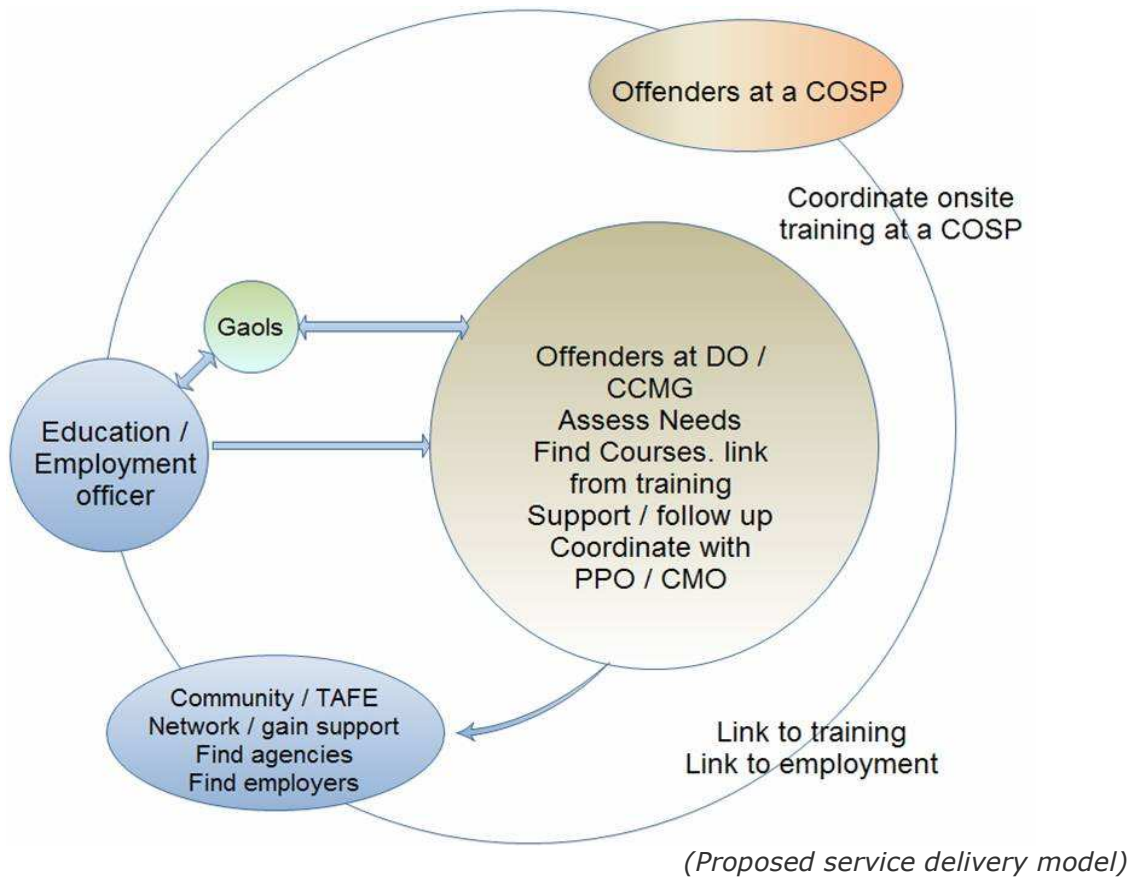 Offenders at a COSP
Coordinate onsite
training at a COSP
Gaols
Education /
Employment
officer
Offenders at DO /
CCMG
Assess Needs
Find Courses. link
from training
Support / follow up
Coordinate with
PPO / CMO
Community / TAFE
Network / gain support
Find agencies
Find employers
Link to training
Link to employment
(Proposed service delivery model)